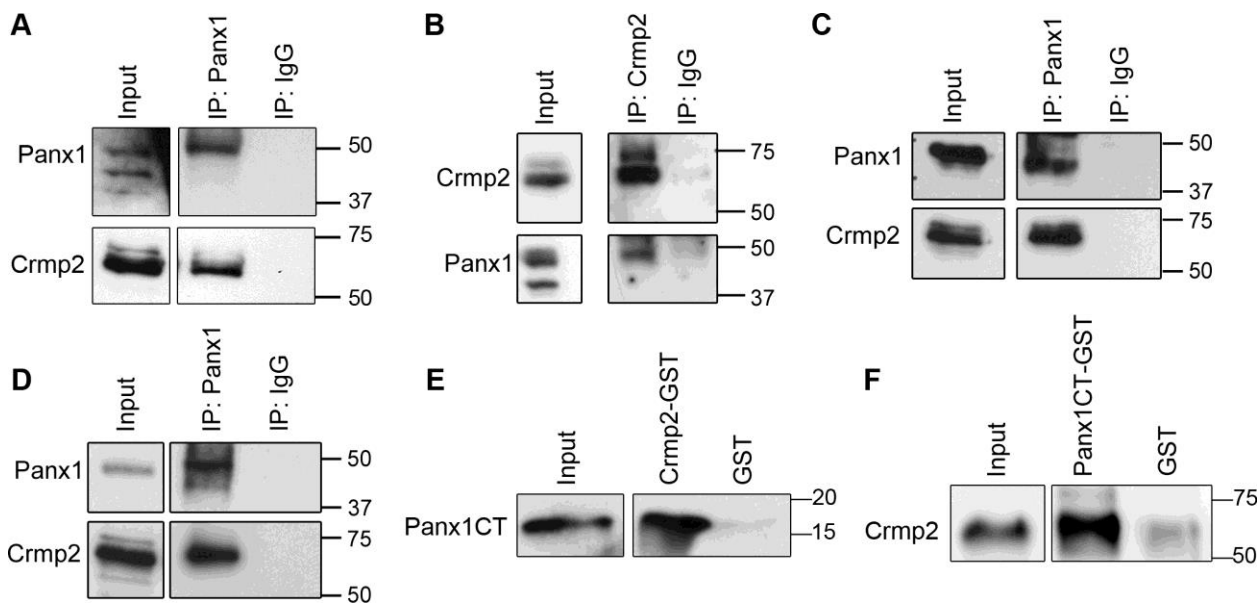 A
Input
IP: Panx1
IP: IgG
Panx1
50
37
Crmp2
75
50
B
Input
IP: Crmp2
IP: IgG
Crmp2
75
50
Panx1
50
37
C
Input
IP: Panx1
IP: IgG
Panx1
50
37
Crmp2
75
50
D
Input
IP: Panx1
IP: IgG
Panx1
50
37
Crmp2
75
50
E
Input
Crmp2-GST
GST
Panx1CT
20
15
F
Input
Panx1CT-GST
GST
Crmp2
75
50